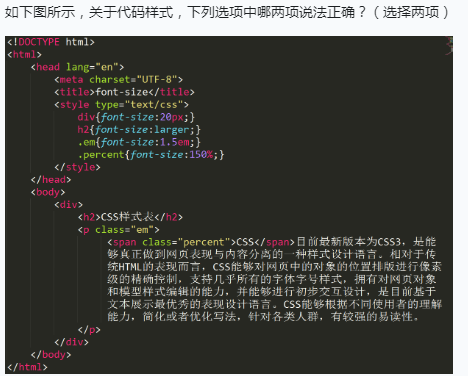 如下图所示，关于代码样式，下列选项中哪两项说法正确？（选择两项）
<!DOCTYPE html>
<html>
<head lang="en">
<meta charset="UTF-8">
<title>font-size</title>
<style type="text/css">
div{font-size:20px;}
h2{font-size:larger;}
.em{font-size:1.5em;}
.percent{font-size:150%;}
</style>
</head>
<body>
<div>
<h2>CSS样式表</h2>
<p class="em">
<span class="percent">CSS</span>目前最新版本为CSS3，是能
够真正做到网页表现与内容分离的一种样式设计语言。相对于传
统HTML的表现而言，CSS能够对网页中的对象的位置排版进行像素
级的精确控制，支持几乎所有的字体字号样式，拥有对网页对象
和模型样式编辑的能力，并能够进行初步交互设计，是目前基于
文本展示最优秀的表现设计语言。CSS能够根据不同使用者的理解
能力，简化或者优化写法，针对各类人群，有较强的易读性。
</p>
</div>
</body>
</html>